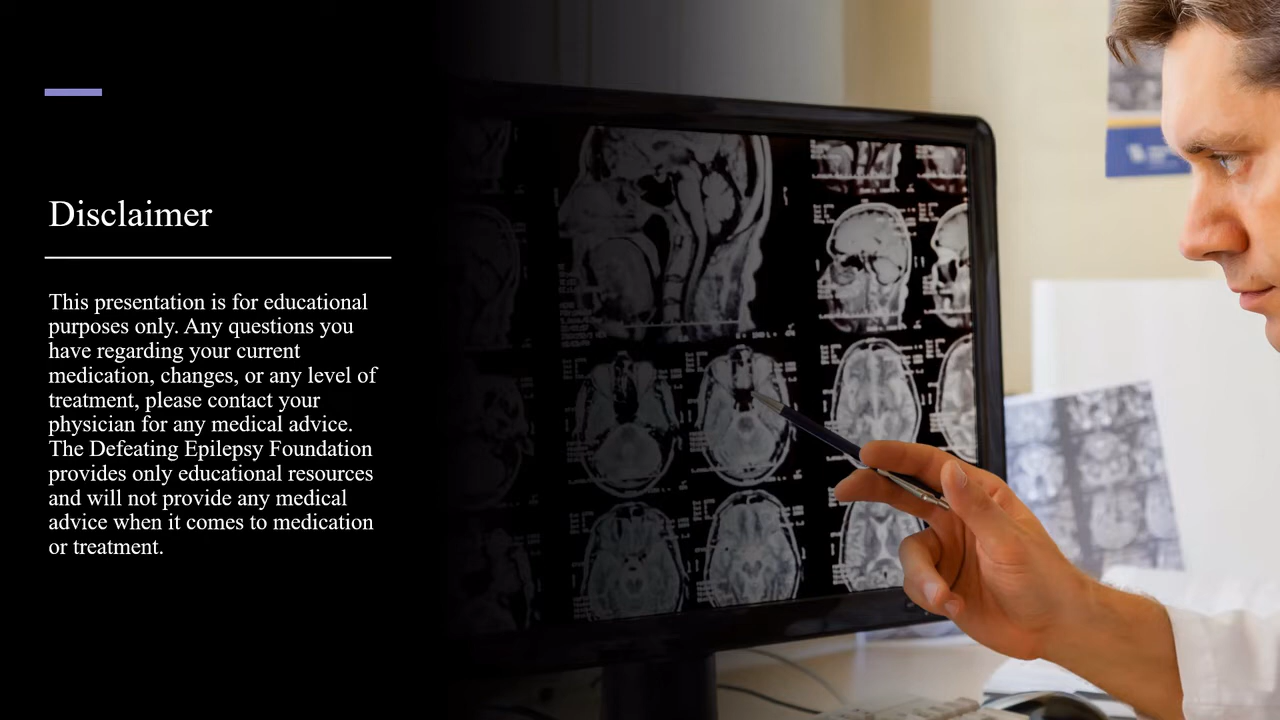 Disclaimer
This presentation is for educational
purposes only. Any questions you
have regarding your current
medication, changes, or any level of
treatment, please contact your
physician for any medical advice.
The Defeating Epilepsy Foundation
provides only educational resources
and will not provide any medical
advice when it comes to medication
or treatment.